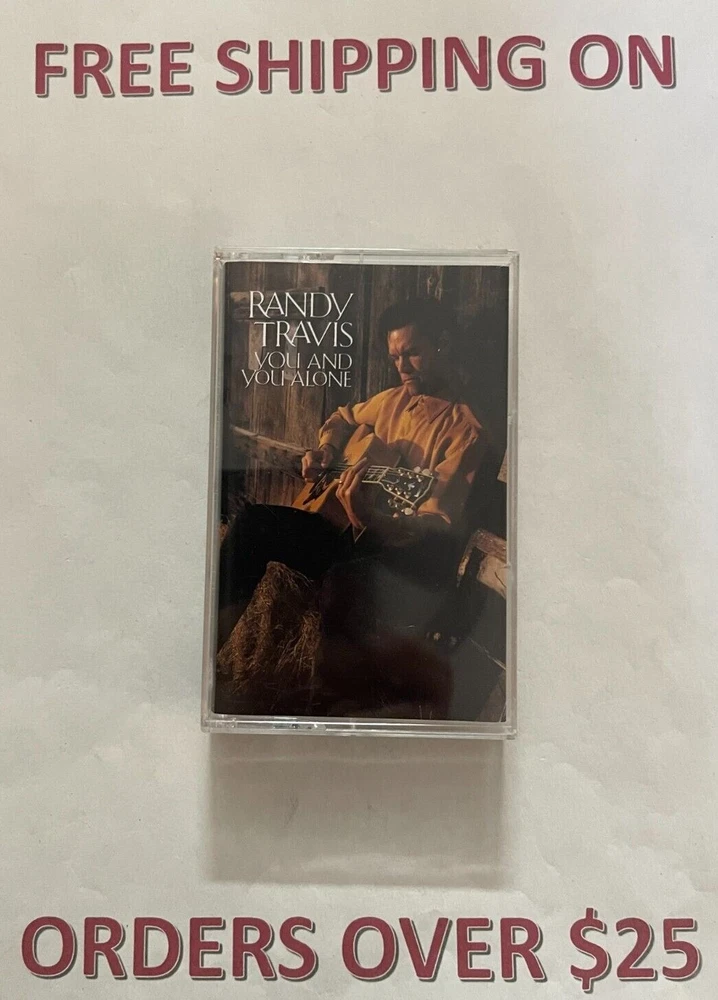 FREE SHIPPING ON
RANDY
TRAVIS
YOU AND
YOU ALONE
ORDERS OVER $25